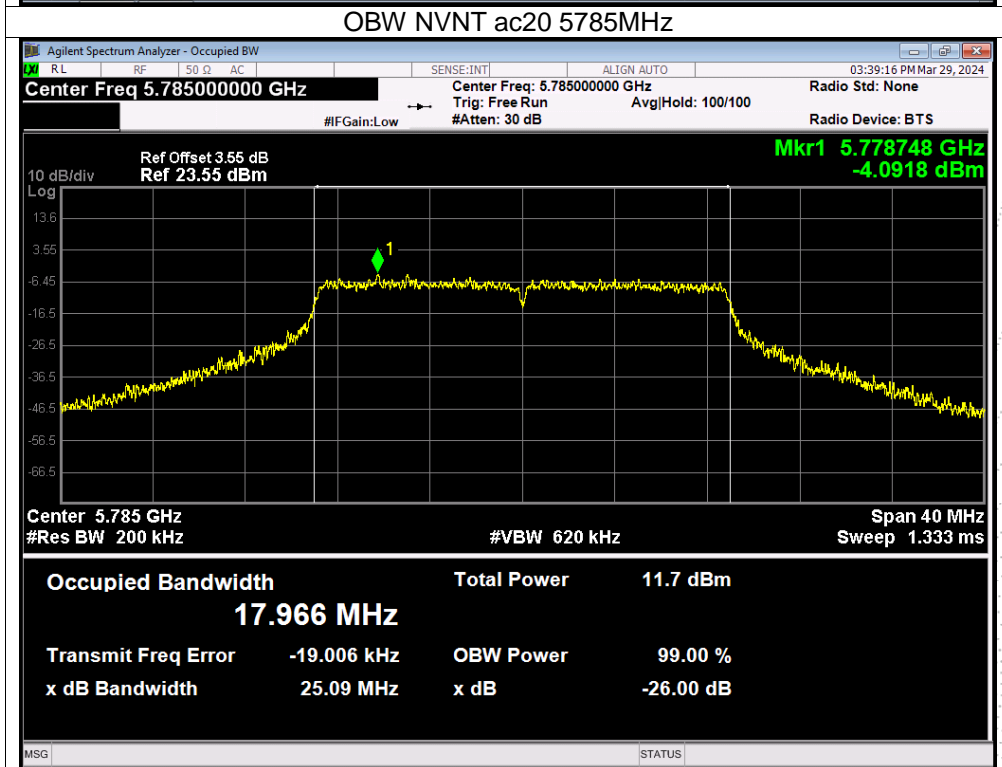 OBW NVNT ac20 5785MHz
Agilent Spectrum Analyzer - Occupied BW
LXI RL RF 50 Ω AC SENSE:INT ALIGN AUTO 03:39:16 PM Mar 29, 2024
Center Freq 5.785000000 GHz Center Freq: 5.785000000 GHz Radio Std: None
Trig: Free Run Avg|Hold: 100/100
#IFGain:Low #Atten: 30 dB Radio Device: BTS
Mkr1 5.778748 GHz
-4.0918 dBm
Ref Offset 3.55 dB
10 dB/div Ref 23.55 dBm
Log
13.6
3.55
1
-6.45
-16.5
-26.5
-36.5
-46.5
-56.5
-66.5
Center 5.785 GHz Span 40 MHz
#Res BW 200 kHz #VBW 620 kHz Sweep 1.333 ms
Occupied Bandwidth Total Power 11.7 dBm
17.966 MHz
Transmit Freq Error -19.006 kHz OBW Power 99.00 %
x dB Bandwidth 25.09 MHz x dB -26.00 dB
MSG STATUS